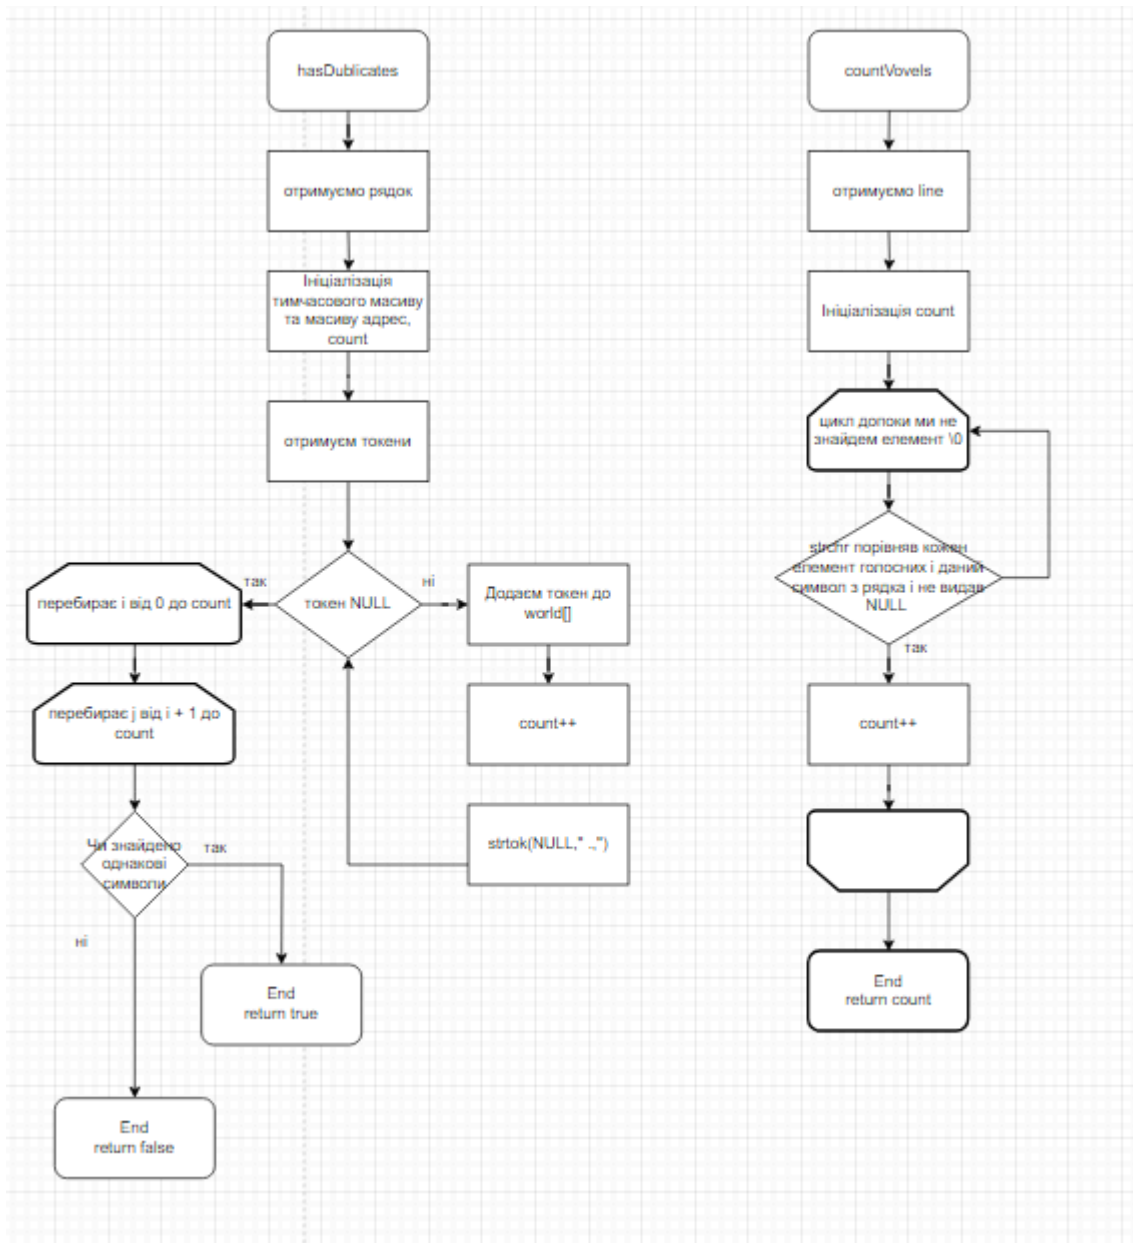 hasDublicates
отримуємо рядок
Ініціалізація
тимчасового масиву
та масиву адрес,
count
отримуєм токени
токен NULL
так
ні
перебирає і від 0 до count
перебирає j від i + 1 до
count
Чи знайдено
однакові
символи
так
ні
End
return true
End
return false
Додаєм токен до
world[]
count++
strtok(NULL," .,")
countVovels
отримуємо line
Ініціалізація count
цикл допоки ми не
знайдем елемент \0
strchr порівняв кожен
елемент голосних і даний
символ з рядка і не видав
NULL
так
count++
End
return count